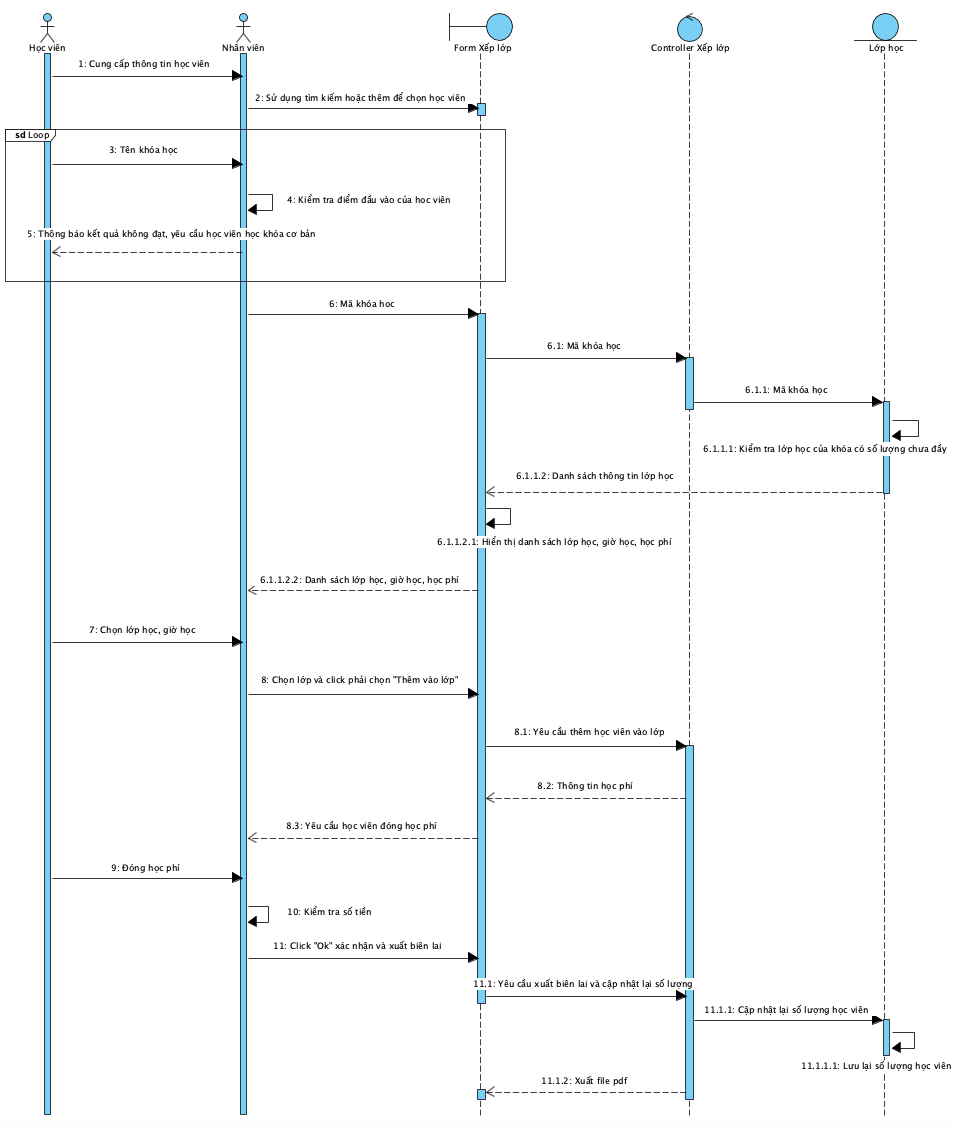 Học viên
Nhân viên
Form Xếp lớp
Controller Xếp lớp
Lớp học
1: Cung cấp thông tin học viên
2: Sử dụng tìm kiếm hoặc thêm để chọn học viên
sd Loop
3: Tên khóa học
4: Kiểm tra điểm đầu vào của hoc viên
5: Thông báo kết quả không đạt, yêu cầu học viên học khóa cơ bản
6: Mã khóa hoc
6.1: Mã khóa học
6.1.1: Mã khóa học
6.1.1.1: Kiểm tra lớp học của khóa có số lượng chưa đầy
6.1.1.2: Danh sách thông tin lớp học
6.1.1.2.1: Hiển thị danh sách lớp học, giờ học, học phí
6.1.1.2.2: Danh sách lớp học, giờ học, học phí
7: Chọn lớp học, giờ học
8: Chọn lớp và click phải chọn "Thêm vào lớp"
8.1: Yêu cầu thêm học viên vào lớp
8.2: Thông tin học phí
8.3: Yêu cầu học viên đóng học phí
9: Đóng học phí
10: Kiểm tra số tiền
11: Click "Ok" xác nhận và xuất biên lai
11.1: Yêu cầu xuất biên lai và cập nhật lại số lượng
11.1.1: Cập nhật lại số lượng học viên
11.1.1.1: Lưu lại số lượng học viên
11.1.2: Xuất file pdf